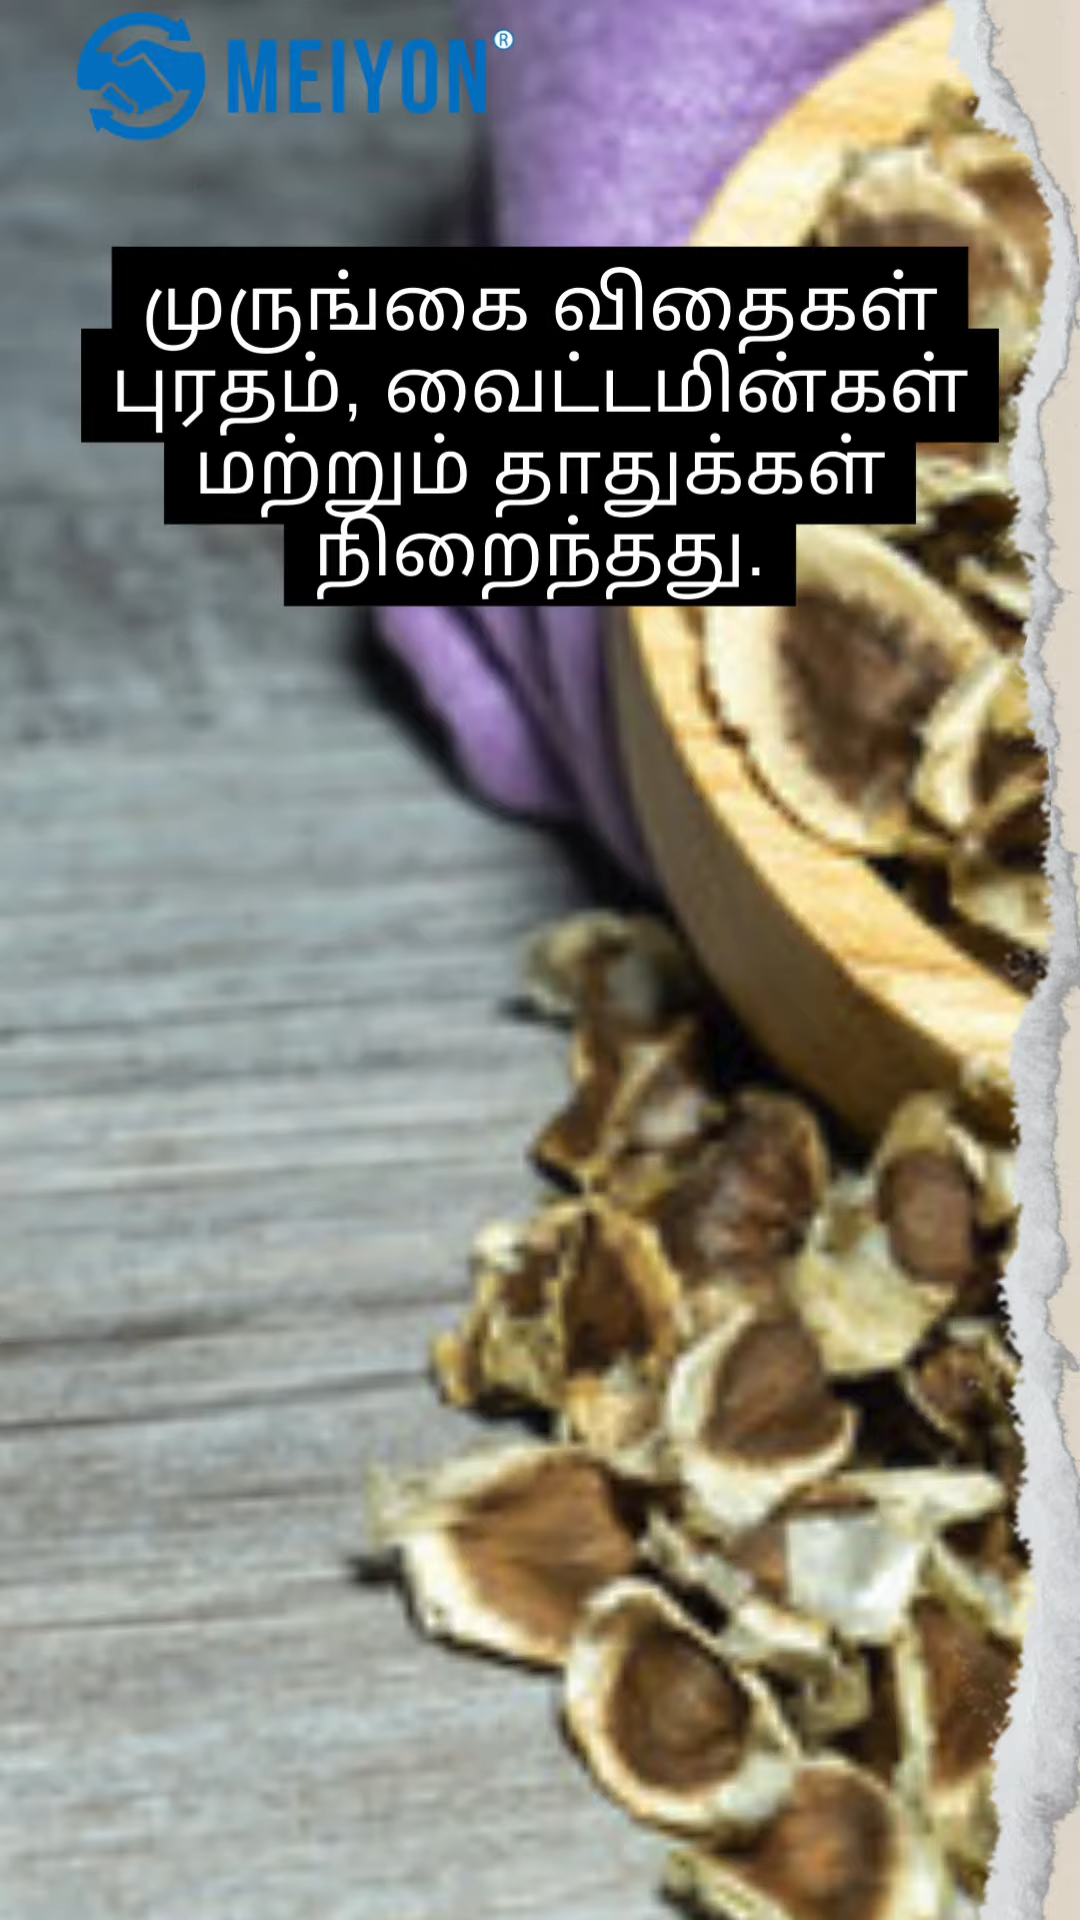 MEIYON®
முருங்கை விதைகள்
புரதம், வைட்டமின்கள்
மற்றும் தாதுக்கள்
நிறைந்தது.